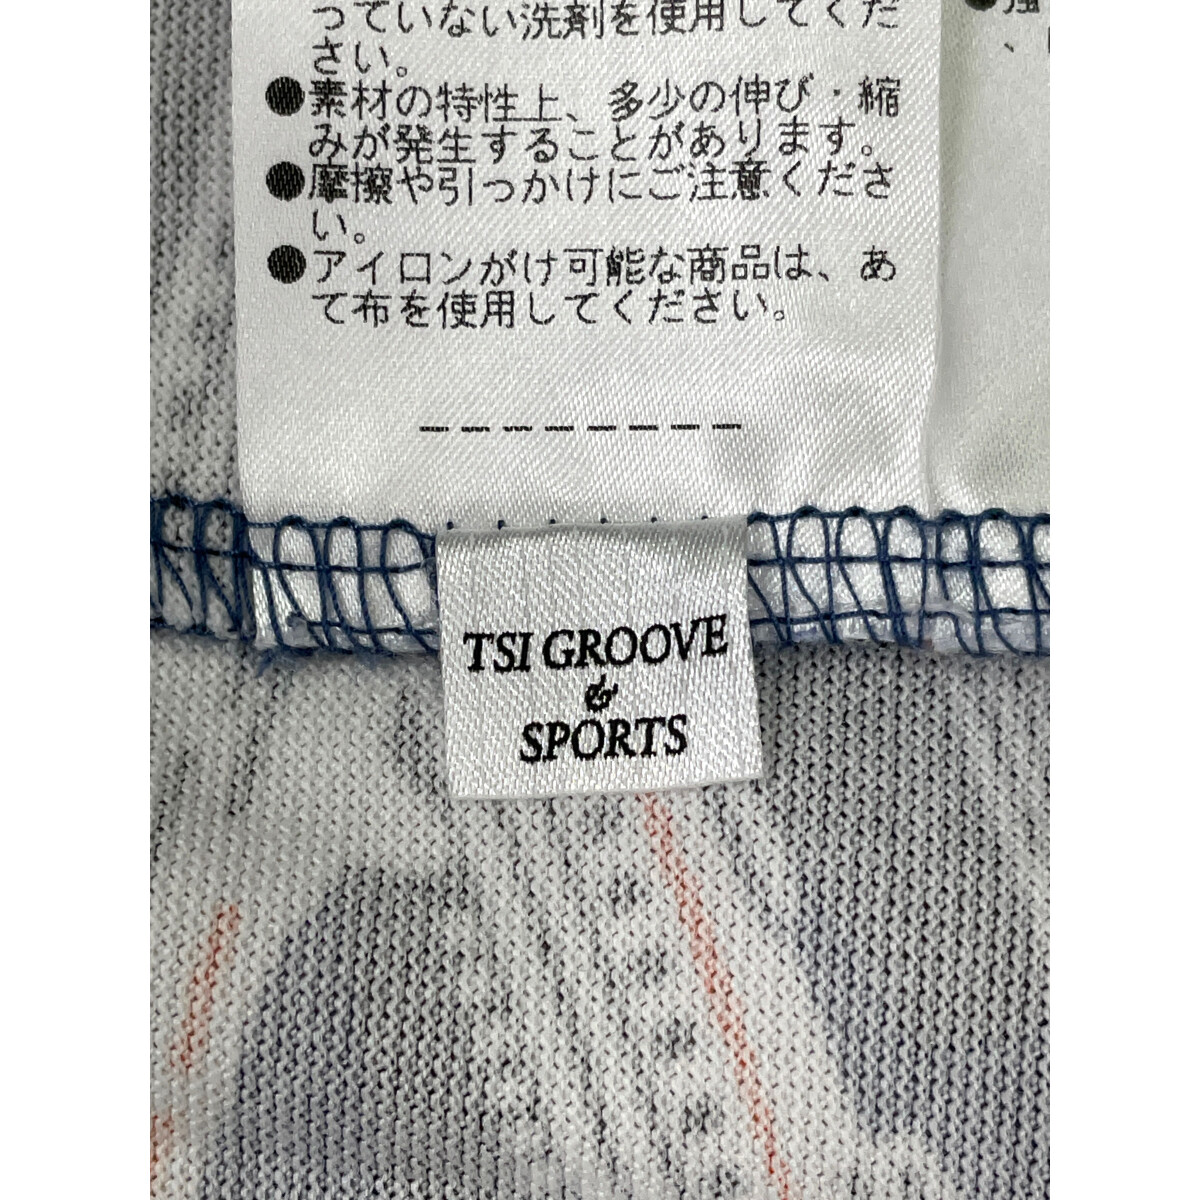 っていない洗剤を使用してくだ
さい。
●素材の特性上、多少の伸び・縮
みが発生することがあります。
●摩擦や引っかけにご注意くださ
い。
●アイロンがけ可能な商品は、あ
て布を使用してください。
TSI GROOVE
&
SPORTS